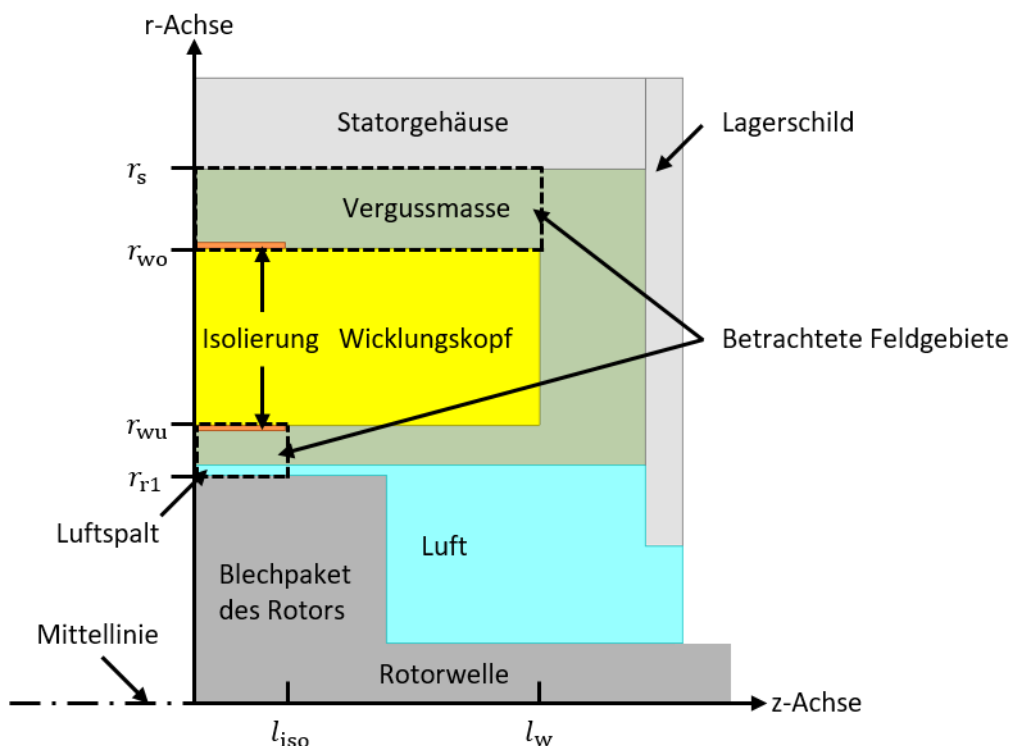 r-Achse
Statorgehäuse
Lagerschild
r_s
Vergussmasse
r_wo
Isolierung Wicklungskopf
Betrachtete Feldgebiete
r_wu
r_r1
Luftspalt
Luft
Blechpaket
des Rotors
Mittellinie
Rotorwelle
z-Achse
l_iso
l_w